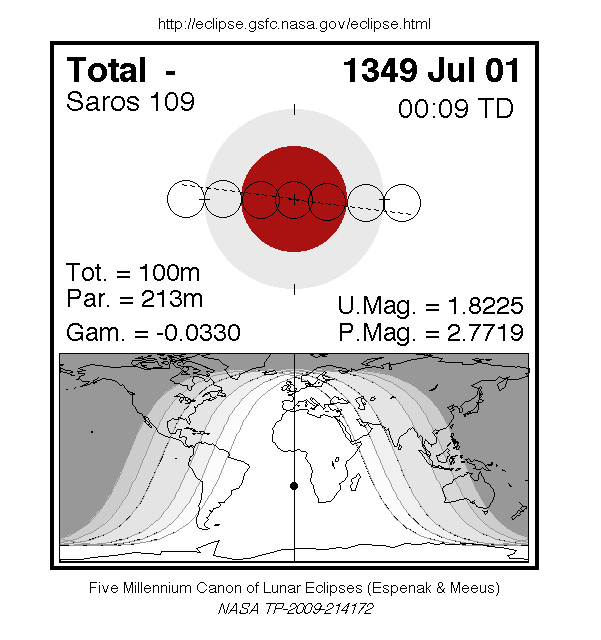 http://eclipse.gsfc.nasa.gov/eclipse.html
Total - 1349 Jul 01
Saros 109 00:09 TD
Tot. = 100m
Par. = 213m U.Mag. = 1.8225
Gam. = -0.0330 P.Mag. = 2.7719
Five Millennium Canon of Lunar Eclipses (Espenak & Meeus)
NASA TP-2009-214172